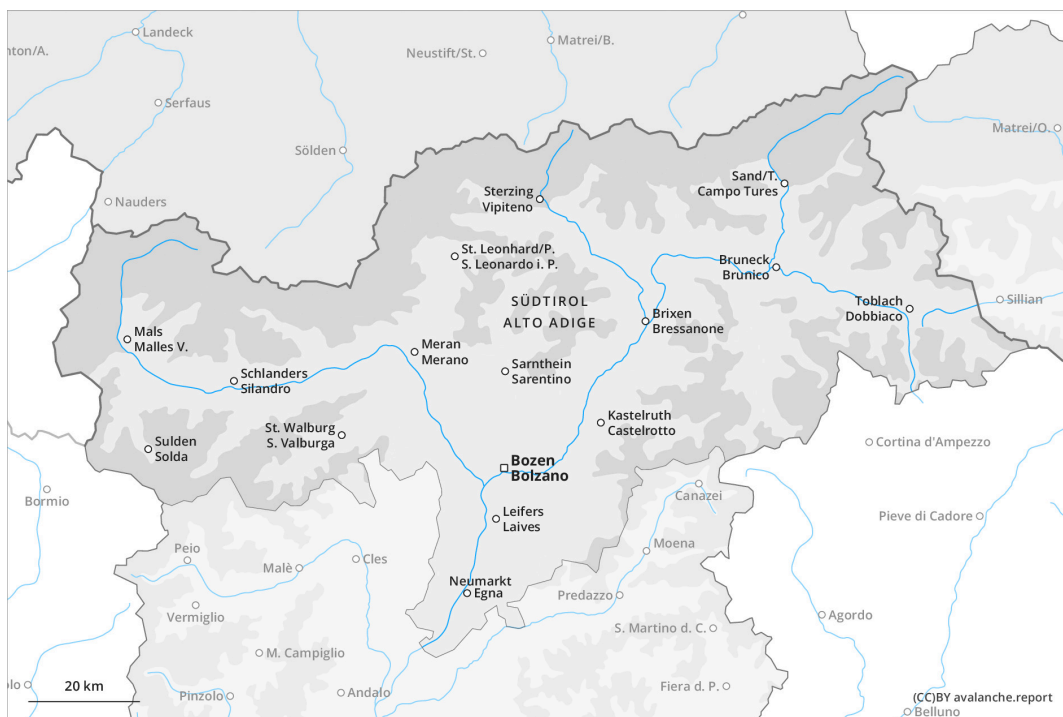 Landeck
nton/A.
Neustift/St.
Matrei/B.
Serfaus
Sölden
Matrei/O.
Nauders
Sterzing
Vipiteno
Sand/T.
Campo Tures
St. Leonhard/P.
S. Leonardo i. P.
Bruneck
Brunico
SÜDTIROL
ALTO ADIGE
Toblach
Dobbiaco
Sillian
Brixen
Bressanone
Mals
Malles V.
Meran
Merano
Sarnthein
Sarentino
Schlanders
Silandro
Kastelruth
Castelrotto
St. Walburg
S. Valburga
Sulden
Solda
Cortina d'Ampezzo
Bozen
Bolzano
Bormio
Canazei
Leifers
Laives
Pieve di Cadore
Moena
Peio
Cles
Malè
Neumarkt
Egna
Predazzo
Vermiglio
Agordo
S. Martino d. C.
M. Campiglio
olo
20 km
Pinzolo
Andalo
Fiera d. P.
(CC)BY avalanche.report
Belluno